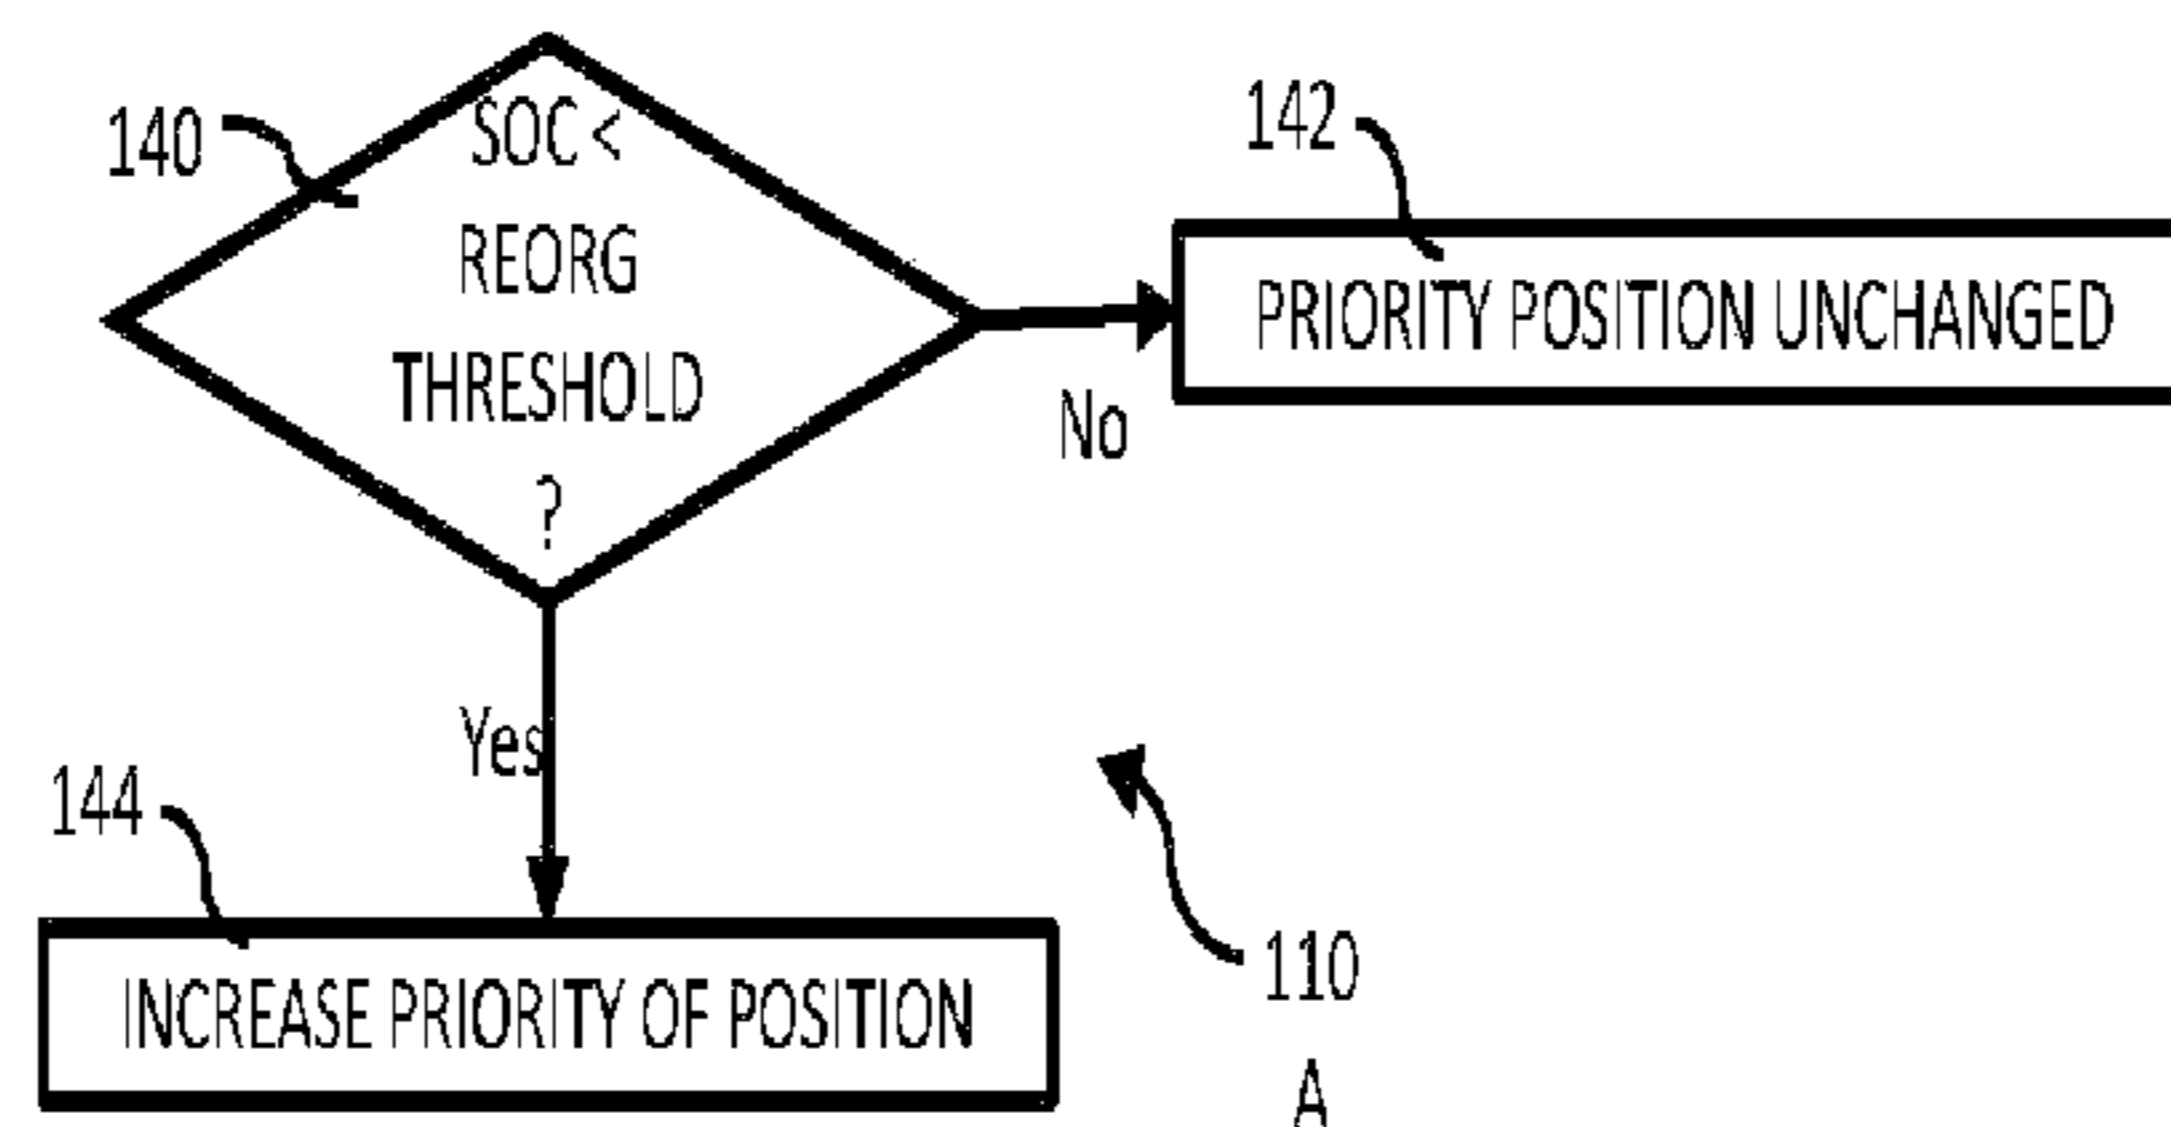 140
SOC <
REORG
THRESHOLD
?
142
PRIORITY POSITION UNCHANGED
No
Yes
144
INCREASE PRIORITY OF POSITION
110
A